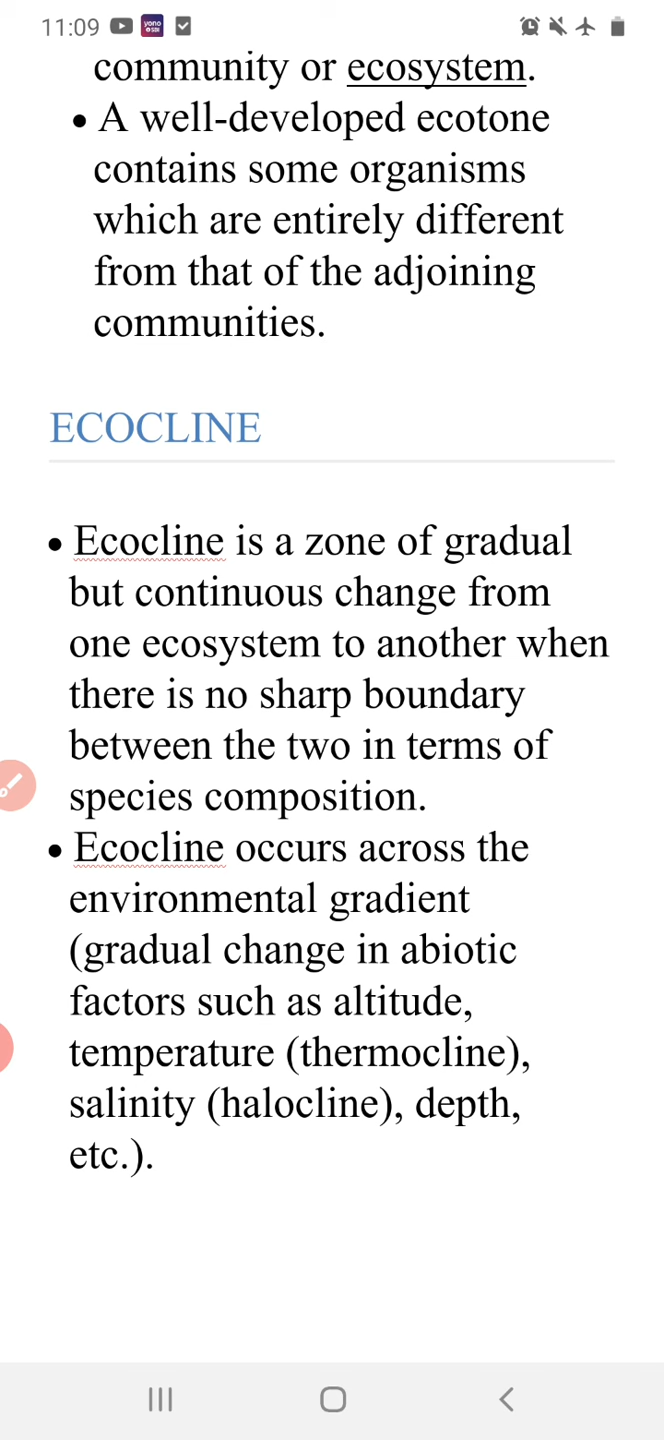 11:09
yono
SBI
community or ecosystem.
• A well-developed ecotone
contains some organisms
which are entirely different
from that of the adjoining
communities.
ECOCLINE
• Ecocline is a zone of gradual
but continuous change from
one ecosystem to another when
there is no sharp boundary
between the two in terms of
species composition.
• Ecocline occurs across the
environmental gradient
(gradual change in abiotic
factors such as altitude,
temperature (thermocline),
salinity (halocline), depth,
etc.).